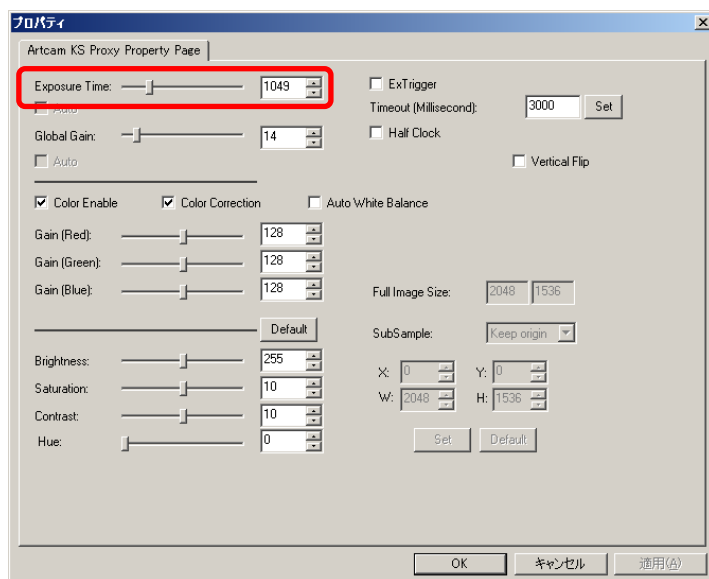 プロパティ
Artcam KS Proxy Property Page
Exposure Time: 1049
Auto
Global Gain: 14
Auto
ExTrigger
Timeout (Millisecond): 3000 Set
Half Clock
Vertical Flip
Color Enable Color Correction Auto White Balance
Gain (Red): 128
Gain (Green): 128
Gain (Blue): 128
Default
Brightness: 255
Saturation: 10
Contrast: 10
Hue: 0
Full Image Size: 2048 1536
SubSample: Keep origin
X: 0 Y: 0
W: 2048 H: 1536
Set Default
OK キャンセル 適用(A)